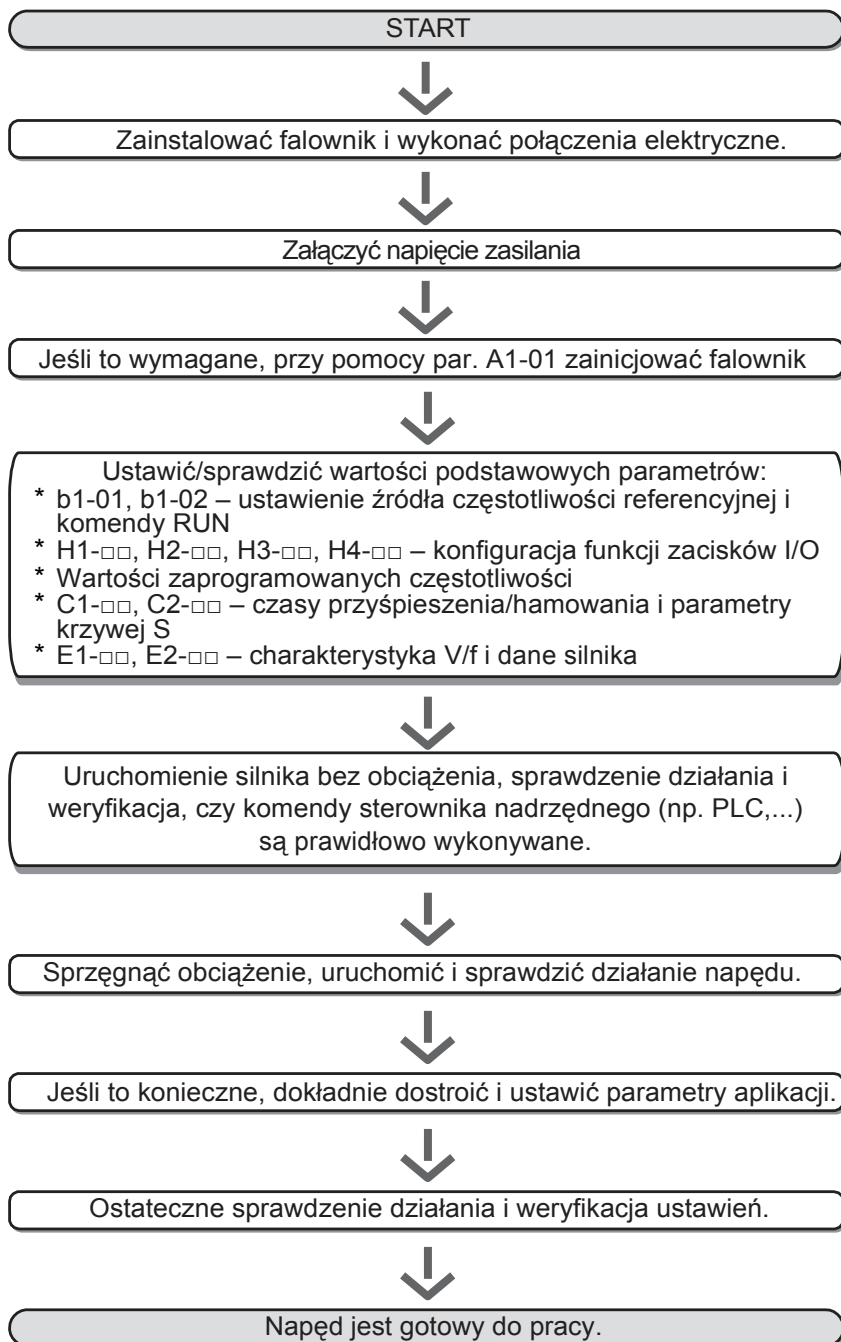 START
Zainstalować falownik i wykonać połączenia elektryczne.
Załączyć napięcie zasilania
Jeśli to wymagane, przy pomocy par. A1-01 zainicjować falownik
Ustawić/sprawdzić wartości podstawowych parametrów:
* b1-01, b1-02 – ustawienie źródła częstotliwości referencyjnej i
komendy RUN
* H1-□□, H2-□□, H3-□□, H4-□□ – konfiguracja funkcji zacisków I/O
* Wartości zaprogramowanych częstotliwości
* C1-□□, C2-□□ – czasy przyśpieszenia/hamowania i parametry
krzywej S
* E1-□□, E2-□□ – charakterystyka V/f i dane silnika
Uruchomienie silnika bez obciążenia, sprawdzenie działania i
weryfikacja, czy komendy sterownika nadrzędnego (np. PLC,...)
są prawidłowo wykonywane.
Sprzęgnąć obciążenie, uruchomić i sprawdzić działanie napędu.
Jeśli to konieczne, dokładnie dostroić i ustawić parametry aplikacji.
Ostateczne sprawdzenie działania i weryfikacja ustawień.
Napęd jest gotowy do pracy.